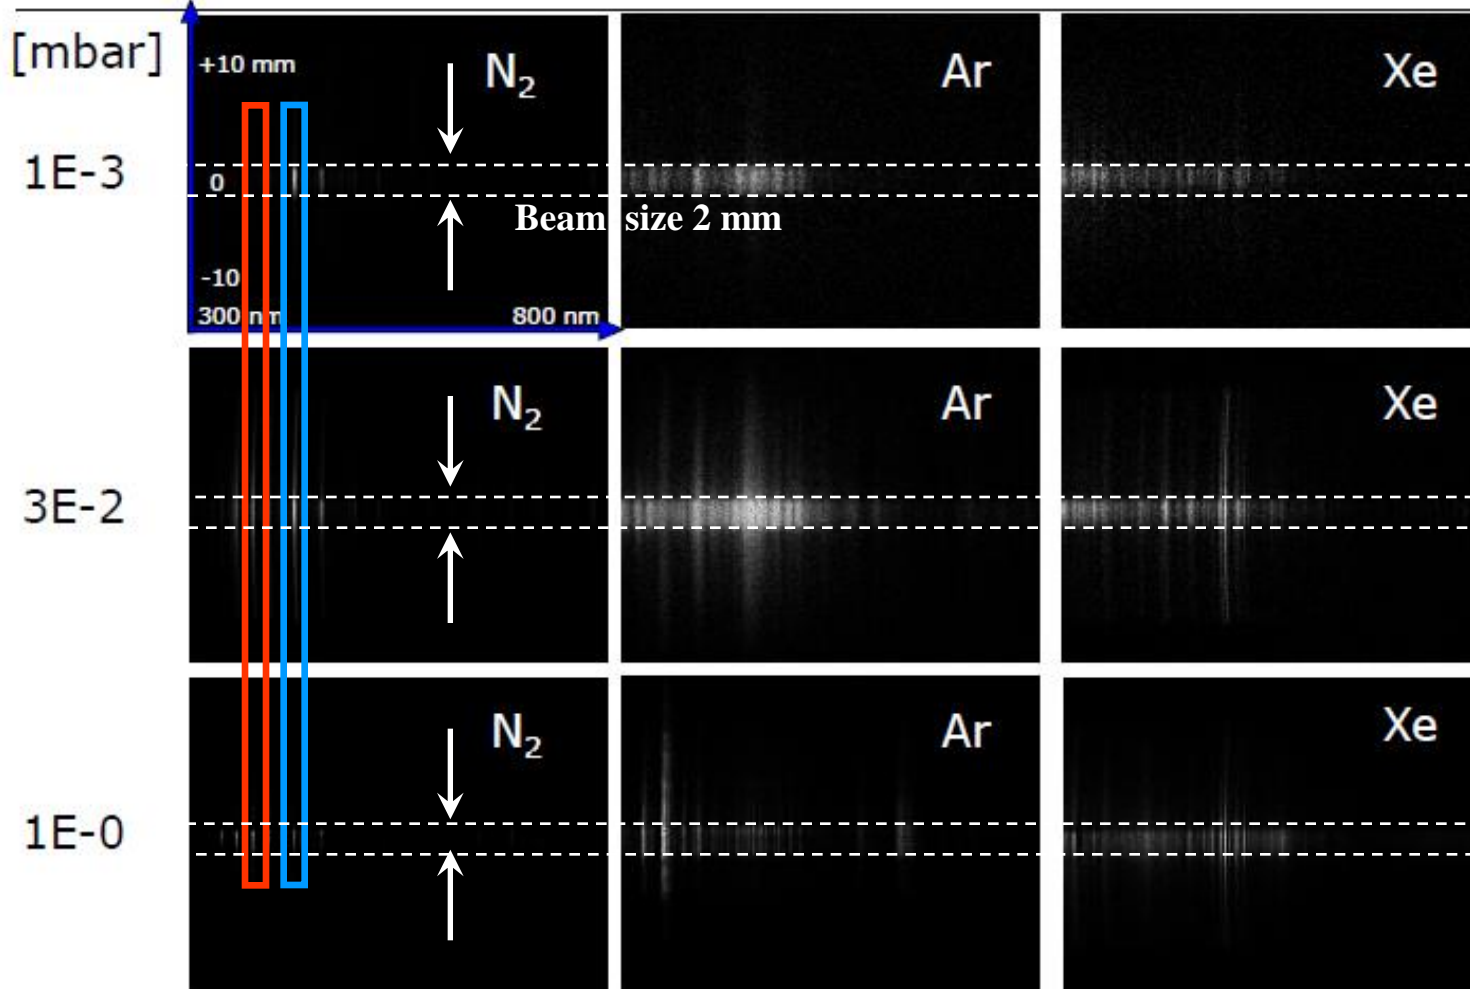 [mbar]
+10 mm
N2
Ar
Xe
1E-3
0
Beam size 2 mm
-10
300 nm
800 nm
N2
Ar
Xe
3E-2
N2
Ar
Xe
1E-0